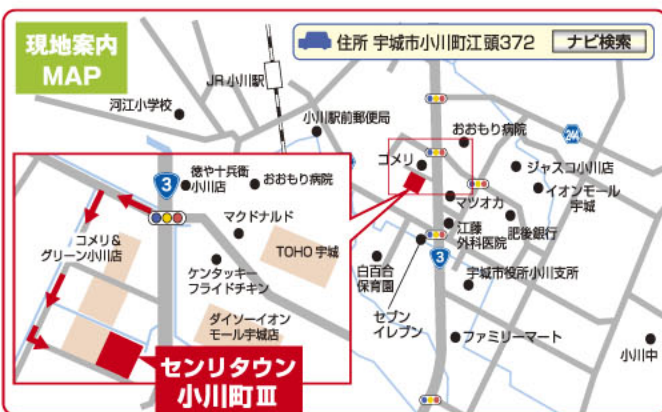 現地案内
MAP
住所 宇城市小川町江頭372
ナビ検索
JR小川駅
河江小学校
小川駅前郵便局
おおもり病院
244
コメリ
ジャスコ小川店
イオンモール
宇城
マツオカ
肥後銀行
江藤
外科医院
3
白百合
保育園
宇城市役所小川支所
セブン
イレブン
ファミリーマート
小川中
3
徳や十兵衛
小川店
おおもり病院
マクドナルド
コメリ&
グリーン小川店
TOHO宇城
ケンタッキー
フライドチキン
ダイソーイオン
モール宇城店
センリタウン
小川町Ⅲ